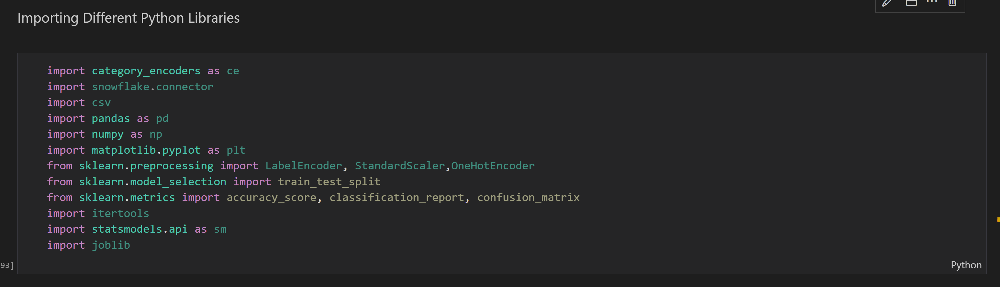 Importing Different Python Libraries
import category_encoders as ce
import snowflake.connector
import csv
import pandas as pd
import numpy as np
import matplotlib.pyplot as plt
from sklearn.preprocessing import LabelEncoder, StandardScaler,OneHotEncoder
from sklearn.model_selection import train_test_split
from sklearn.metrics import accuracy_score, classification_report, confusion_matrix
import itertools
import statsmodels.api as sm
import joblib
93]
Python